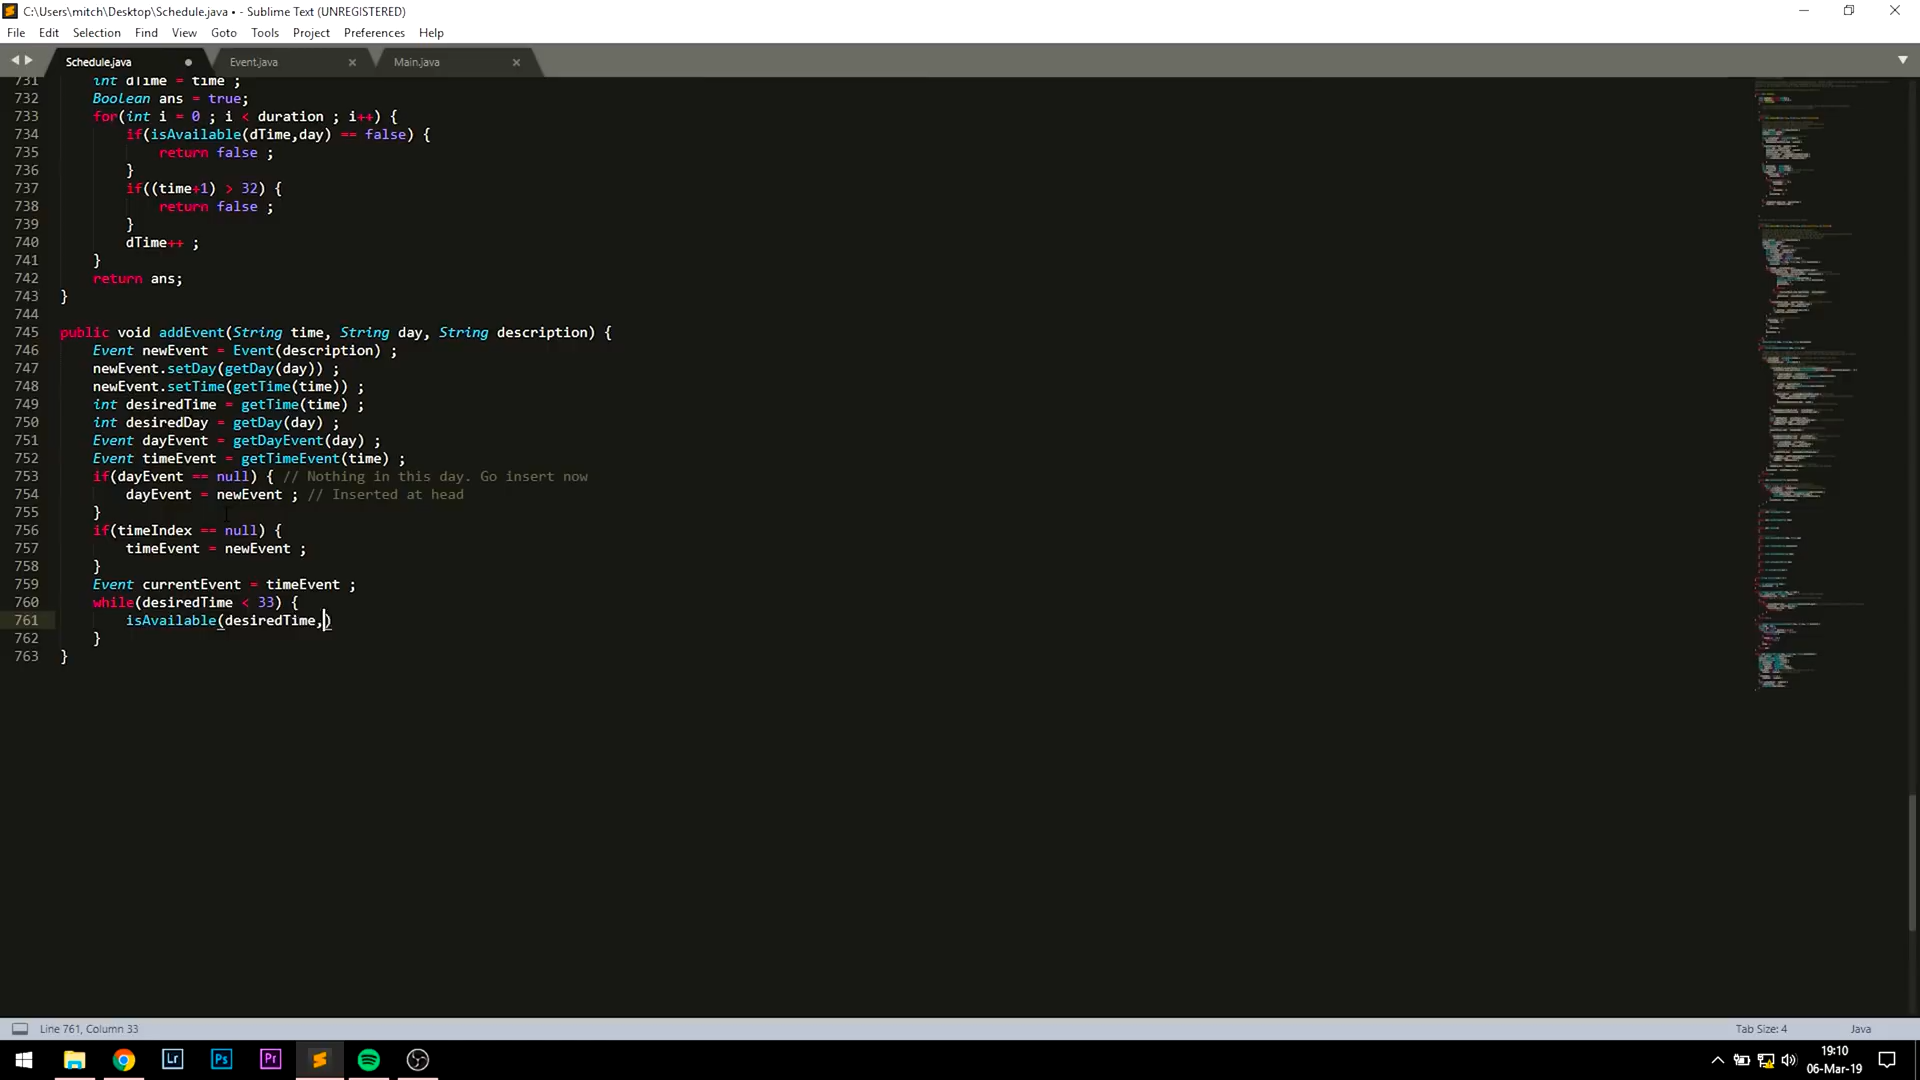 C:\Users\mitch\Desktop\Schedule.java • - Sublime Text (UNREGISTERED)
File Edit Selection Find View Goto Tools Project Preferences Help
Schedule.java Event.java Main.java
731 int dTime = time ;
732 Boolean ans = true;
733 for(int i = 0 ; i < duration ; i++) {
734 if(isAvailable(dTime,day) == false) {
735 return false ;
736 }
737 if((time+1) > 32) {
738 return false ;
739 }
740 dTime++ ;
741 }
742 return ans;
743 }
744
745 public void addEvent(String time, String day, String description) {
746 Event newEvent = Event(description) ;
747 newEvent.setDay(getDay(day)) ;
748 newEvent.setTime(getTime(time)) ;
749 int desiredTime = getTime(time) ;
750 int desiredDay = getDay(day) ;
751 Event dayEvent = getDayEvent(day) ;
752 Event timeEvent = getTimeEvent(time) ;
753 if(dayEvent == null) { // Nothing in this day. Go insert now
754 dayEvent = newEvent ; // Inserted at head
755 }
756 if(timeIndex == null) {
757 timeEvent = newEvent ;
758 }
759 Event currentEvent = timeEvent ;
760 while(desiredTime < 33) {
761 isAvailable(desiredTime,)
762 }
763 }
Line 761, Column 33 Tab Size: 4 Java
Lr Ps Pr
19:10
06-Mar-19